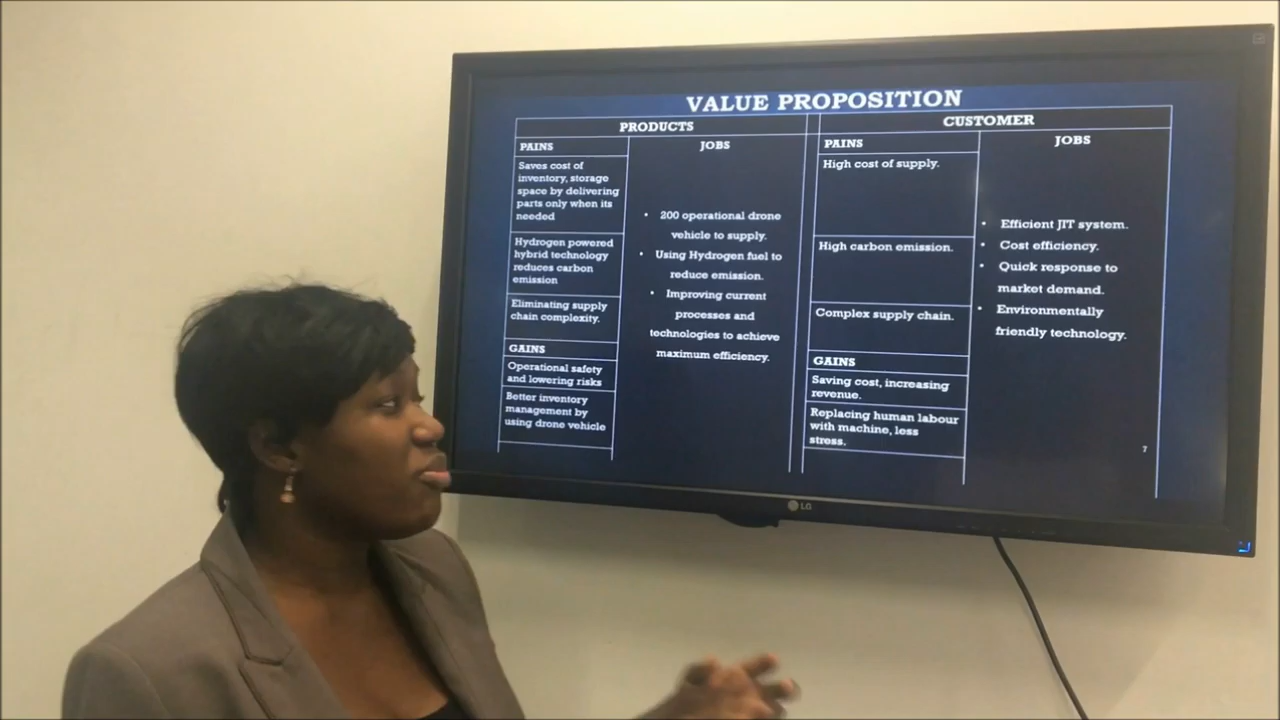 VALUE PROPOSITION
PRODUCTS
PAINS
Saves cost of
inventory, storage
space by delivering
parts only when its
needed
Hydrogen powered
hybrid technology
reduces carbon
emission
Eliminating supply
chain complexity.
GAINS
Operational safety
and lowering risks
Better inventory
management by
using drone vehicle
JOBS
• 200 operational drone
vehicle to supply.
• Using Hydrogen fuel to
reduce emission.
• Improving current
processes and
technologies to achieve
maximum efficiency.
CUSTOMER
PAINS
High cost of supply.
High carbon emission.
Complex supply chain.
GAINS
Saving cost, increasing
revenue.
Replacing human labour
with machine, less
stress.
JOBS
• Efficient JIT system.
• Cost efficiency.
• Quick response to
market demand.
• Environmentally
friendly technology.
7
LG